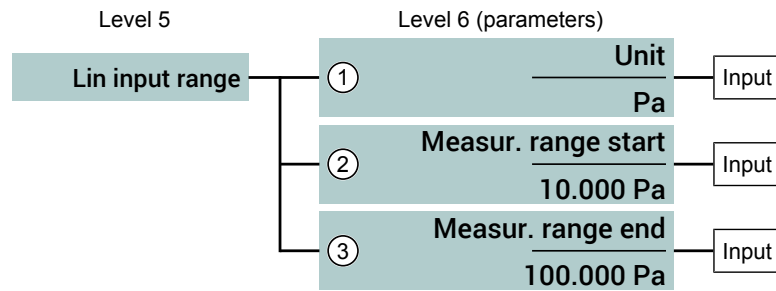 Level 5
Level 6 (parameters)
Lin input range
1
Unit
Pa
Input
2
Measur. range start
10.000 Pa
Input
3
Measur. range end
100.000 Pa
Input